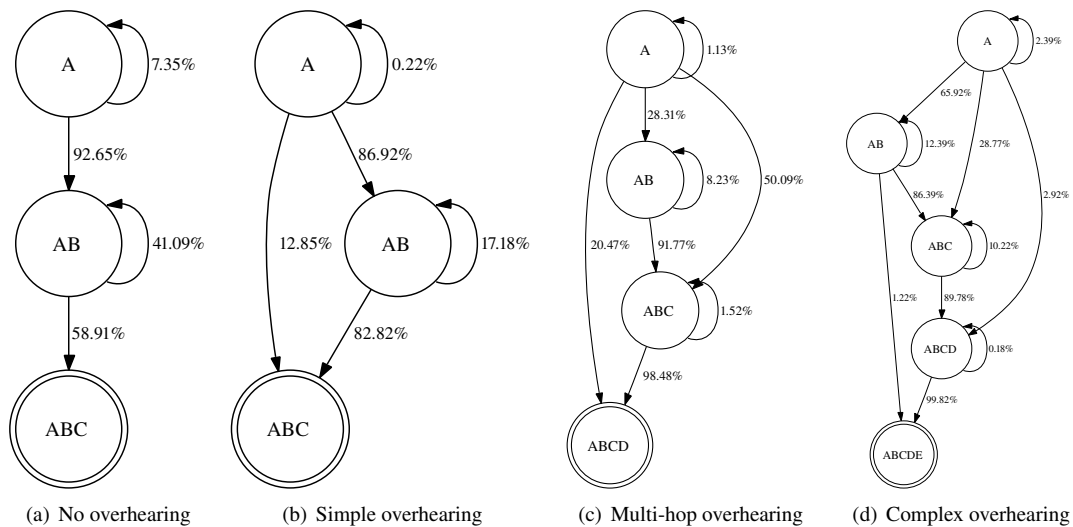 A
7.35%
92.65%
AB
41.09%
58.91%
ABC
(a) No overhearing
A
0.22%
86.92%
12.85%
AB
17.18%
82.82%
ABC
(b) Simple overhearing
A
1.13%
28.31%
AB
8.23%
50.09%
20.47%
91.77%
ABC
1.52%
98.48%
ABCD
(c) Multi-hop overhearing
A
2.39%
65.92%
AB
12.39%
28.77%
86.39%
2.92%
ABC
10.22%
1.22%
89.78%
ABCD
0.18%
99.82%
ABCDE
(d) Complex overhearing